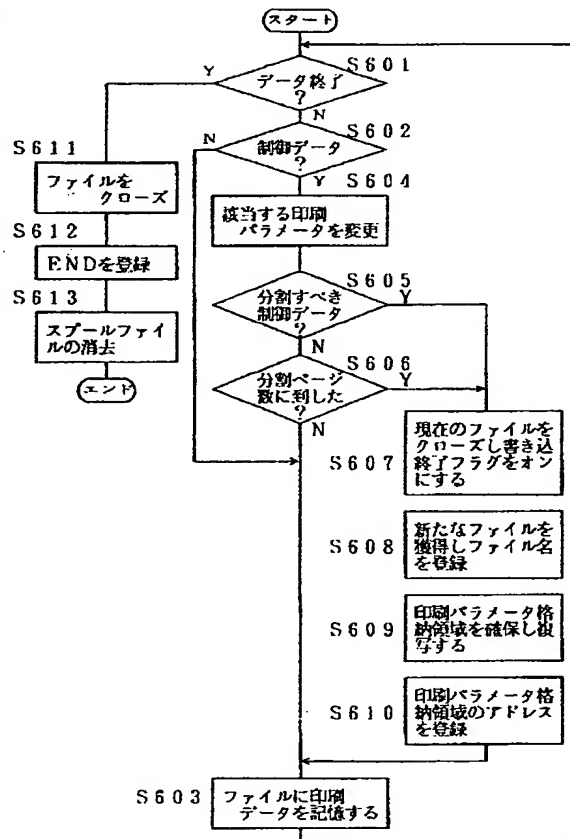 スタート
S601
Y
データ終了
?
N
S602
N
制御データ
?
Y
S604
S611
ファイルを
クローズ
該当する印刷
パラメータを変更
S612
ENDを登録
S605
分割すべき
制御データ
?
Y
N
S613
スプールファイ
ルの消去
エンド
S606
分割ページ
数に到した
?
Y
N
現在のファイルを
クローズし書き込
終了フラグをオン
にする
S607
新たなファイルを
獲得しファイル名
を登録
S608
印刷パラメータ格
納領域を確保し複
写する
S609
印刷パラメータ格
納領域のアドレス
を登録
S610
S603
ファイルに印刷
データを記憶する